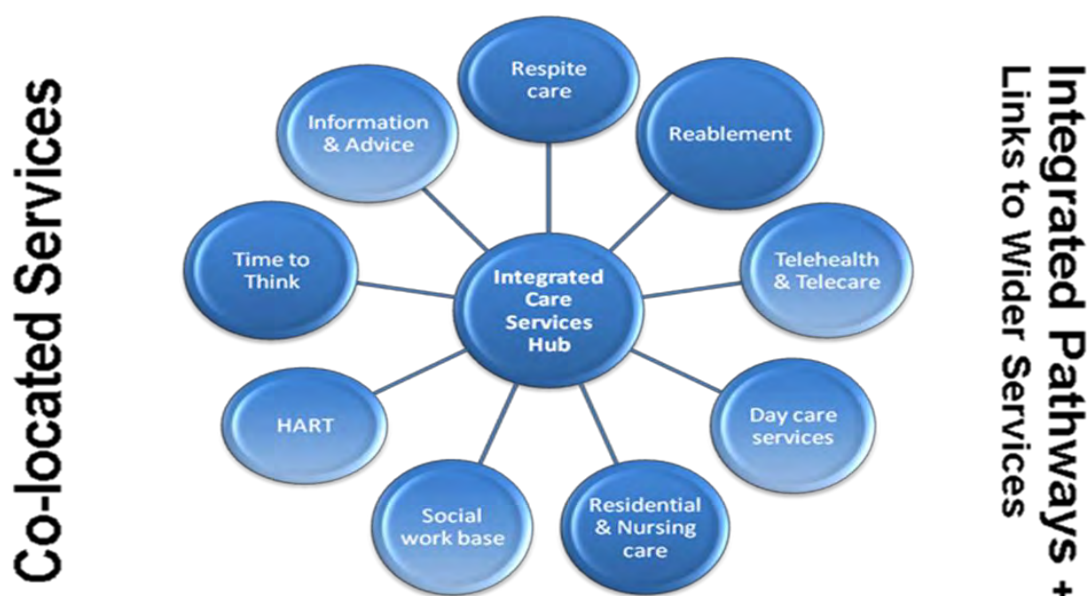 Co-located Services
Respite
care
Reablement
Telehealth
& Telecare
Day care
services
Residential
& Nursing
care
Social
work base
HART
Time to
Think
Information
& Advice
Integrated
Care
Services
Hub
Integrated Pathways +
Links to Wider Services